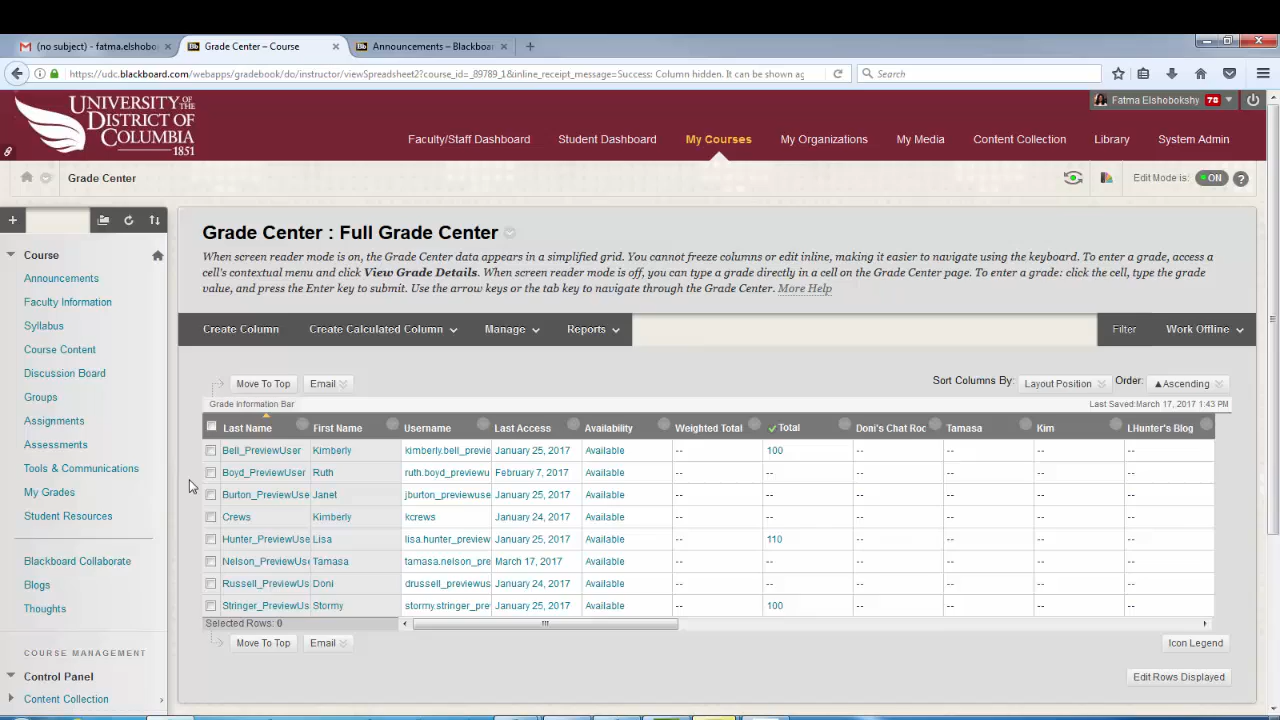 (no subject) - fatma.elshobo
Grade Center – Course
Announcements – Blackboa
https://udc.blackboard.com/webapps/gradebook/do/instructor/viewSpreadsheet2?course_id=_89789_1&inline_receipt_message=Success: Column hidden. It can be shown ag
Search
UNIVERSITY OF THE DISTRICT OF COLUMBIA 1851
Fatma Elshobokshy 78
Faculty/Staff Dashboard Student Dashboard My Courses My Organizations My Media Content Collection Library System Admin
Grade Center
Edit Mode is: ON ?
Course
Announcements
Faculty Information
Syllabus
Course Content
Discussion Board
Groups
Assignments
Assessments
Tools & Communications
My Grades
Student Resources
Blackboard Collaborate
Blogs
Thoughts
COURSE MANAGEMENT
Control Panel
Content Collection
Grade Center : Full Grade Center
When screen reader mode is on, the Grade Center data appears in a simplified grid. You cannot freeze columns or edit inline, making it easier to navigate using the keyboard. To enter a grade, access a
cell's contextual menu and click View Grade Details. When screen reader mode is off, you can type a grade directly in a cell on the Grade Center page. To enter a grade: click the cell, type the grade
value, and press the Enter key to submit. Use the arrow keys or the tab key to navigate through the Grade Center. More Help
Create Column Create Calculated Column Manage Reports Filter Work Offline
Move To Top Email Sort Columns By: Layout Position Order: Ascending
Grade Information Bar Last Saved:March 17, 2017 1:43 PM
Last Name First Name Username Last Access Availability Weighted Total Total Doni's Chat Roc Tamasa Kim LHunter's Blog
Bell_PreviewUser Kimberly kimberly.bell_previe January 25, 2017 Available -- 100 -- -- -- --
Boyd_PreviewUser Ruth ruth.boyd_previewu February 7, 2017 Available -- -- -- -- -- --
Burton_PreviewUse Janet jburton_previewuse January 25, 2017 Available -- -- -- -- -- --
Crews Kimberly kcrews January 24, 2017 Available -- -- -- -- -- --
Hunter_PreviewUse Lisa lisa.hunter_preview January 25, 2017 Available -- 110 -- -- -- --
Nelson_PreviewUse Tamasa tamasa.nelson_pre March 17, 2017 Available -- -- -- -- -- --
Russell_PreviewUs Doni drussell_previewus January 24, 2017 Available -- -- -- -- -- --
Stringer_PreviewUs Stormy stormy.stringer_pre January 25, 2017 Available -- 100 -- -- -- --
Selected Rows: 0
Move To Top Email Icon Legend
Edit Rows Displayed